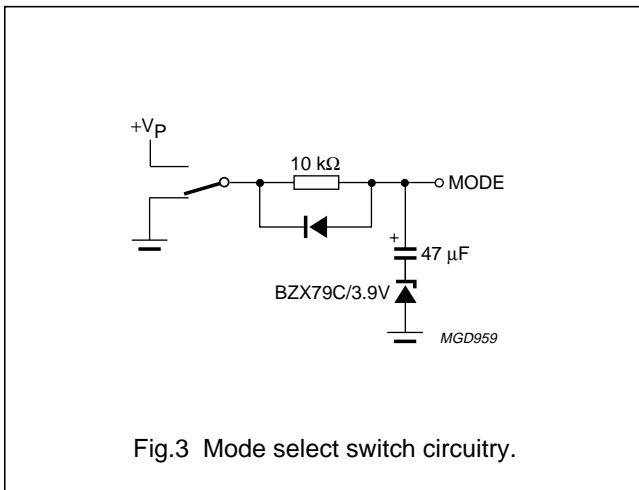 +VP
10 kΩ
MODE
+
47 μF
BZX79C/3.9V
MGD959
Fig.3 Mode select switch circuitry.